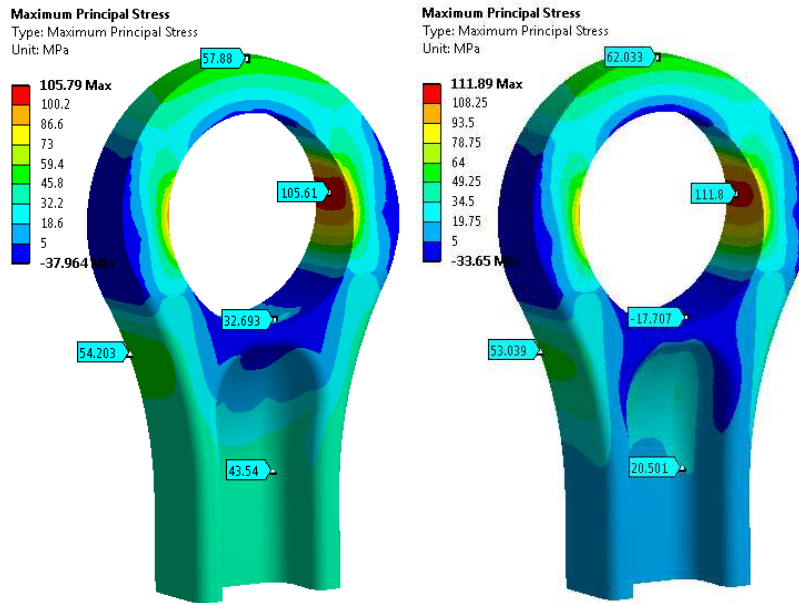 Maximum Principal Stress
Type: Maximum Principal Stress
Unit: MPa
105.79 Max
100.2
86.6
73
59.4
45.8
32.2
18.6
5
-37.964 Min
57.88
105.61
32.693
54.203
43.54
Maximum Principal Stress
Type: Maximum Principal Stress
Unit: MPa
111.89 Max
108.25
93.5
78.75
64
49.25
34.5
19.75
5
-33.65 Min
62.033
111.8
-17.707
53.039
20.501